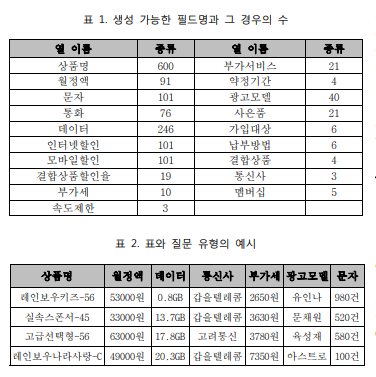 표 1. 생성 가능한 필드명과 그 경우의 수
열 이름 종류 열 이름 종류
상품명 600 부가서비스 21
월정액 91 약정기간 4
문자 101 광고모델 40
통화 76 사은품 21
데이터 246 가입대상 6
인터넷할인 101 납부방법 6
모바일할인 101 결합상품 4
결합상품할인율 19 통신사 3
부가세 10 멤버십 5
속도제한 3
표 2. 표와 질문 유형의 예시
상품명 월정액 데이터 통신사 부가세 광고모델 문자
레인보우키즈-56 53000원 0.8GB 갑을텔레콤 2650원 유인나 980건
실속스폰서-45 33000원 13.7GB 갑을텔레콤 3630원 문채원 520건
고급선택형-56 63000원 17.8GB 고려통신 3780원 육성재 580건
레인보우나라사랑-C 49000원 20.3GB 갑을텔레콤 7350원 아스트로 100건